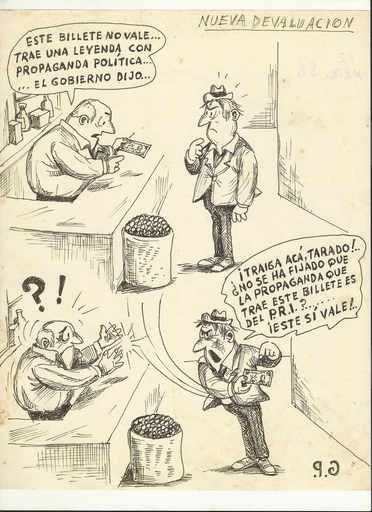 NUEVA DEVALUACION
ESTE BILLETE NO VALE...
TRAE UNA LEYENDA CON
PROPAGANDA POLÍTICA...
... EL GOBIERNO DIJO...
¡TRAIGA ACÁ, TARADO!..
¿NO SE HA FIJADO QUE
LA PROPAGANDA QUE
TRAE ESTE BILLETE ES
DEL P.R.I.?......
¡ESTE SÍ VALE!..
?!
G.P.